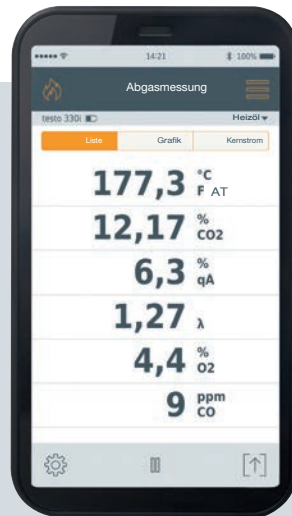 14:21 100%
Abgasmessung
testo 330i Heizöl
Liste Grafik Kernstrom
177,3 °C F AT
12,17 % CO2
6,3 % qA
1,27 λ
4,4 % O2
9 ppm CO